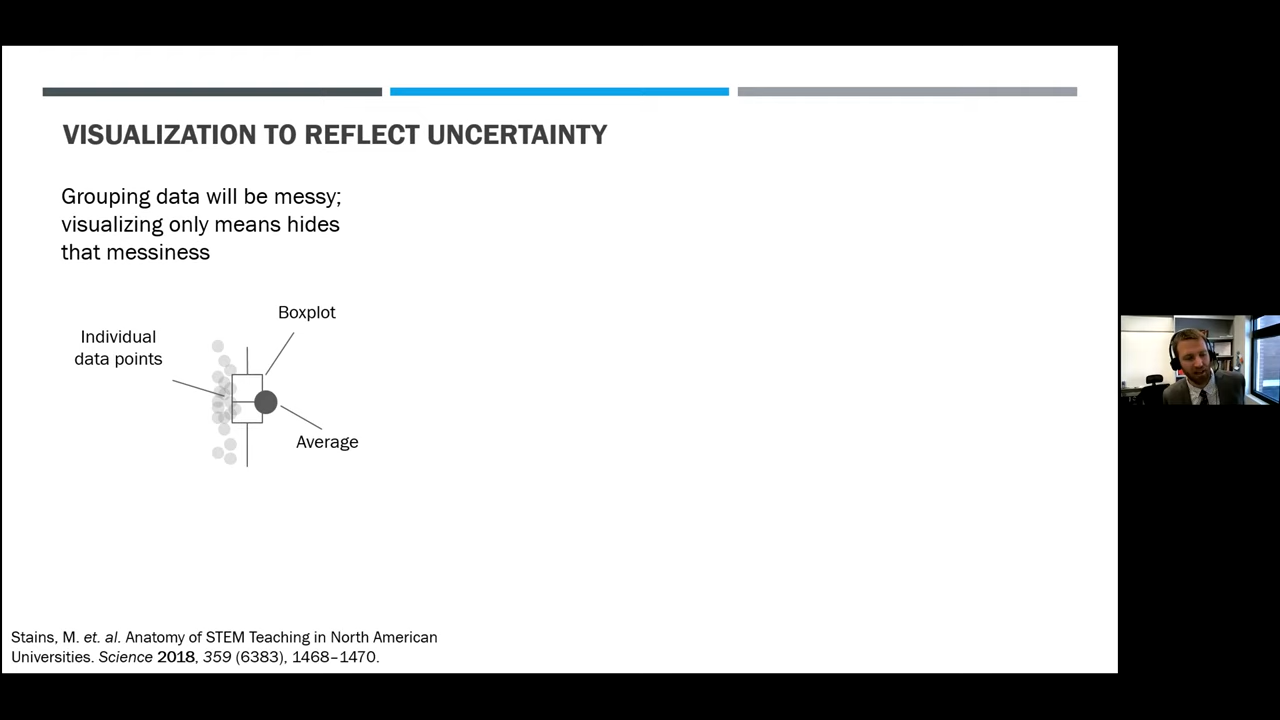 VISUALIZATION TO REFLECT UNCERTAINTY
Grouping data will be messy;
visualizing only means hides
that messiness
Boxplot
Individual
data points
Average
Stains, M. et. al. Anatomy of STEM Teaching in North American
Universities. Science 2018, 359 (6383), 1468–1470.